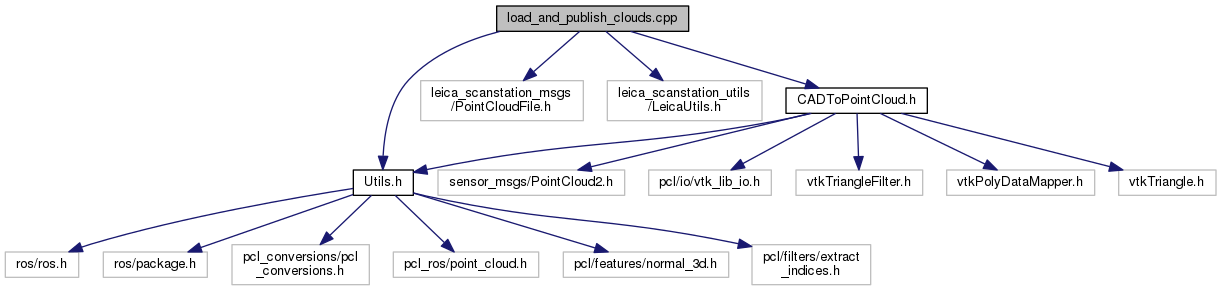 load_and_publish_clouds.cpp
leica_scanstation_msgs
/PointCloudFile.h
leica_scanstation_utils
/LeicaUtils.h
CADToPointCloud.h
Utils.h
sensor_msgs/PointCloud2.h
pcl/io/vtk_lib_io.h
vtkTriangleFilter.h
vtkPolyDataMapper.h
vtkTriangle.h
ros/ros.h
ros/package.h
pcl_conversions/pcl
_conversions.h
pcl_ros/point_cloud.h
pcl/features/normal_3d.h
pcl/filters/extract
_indices.h